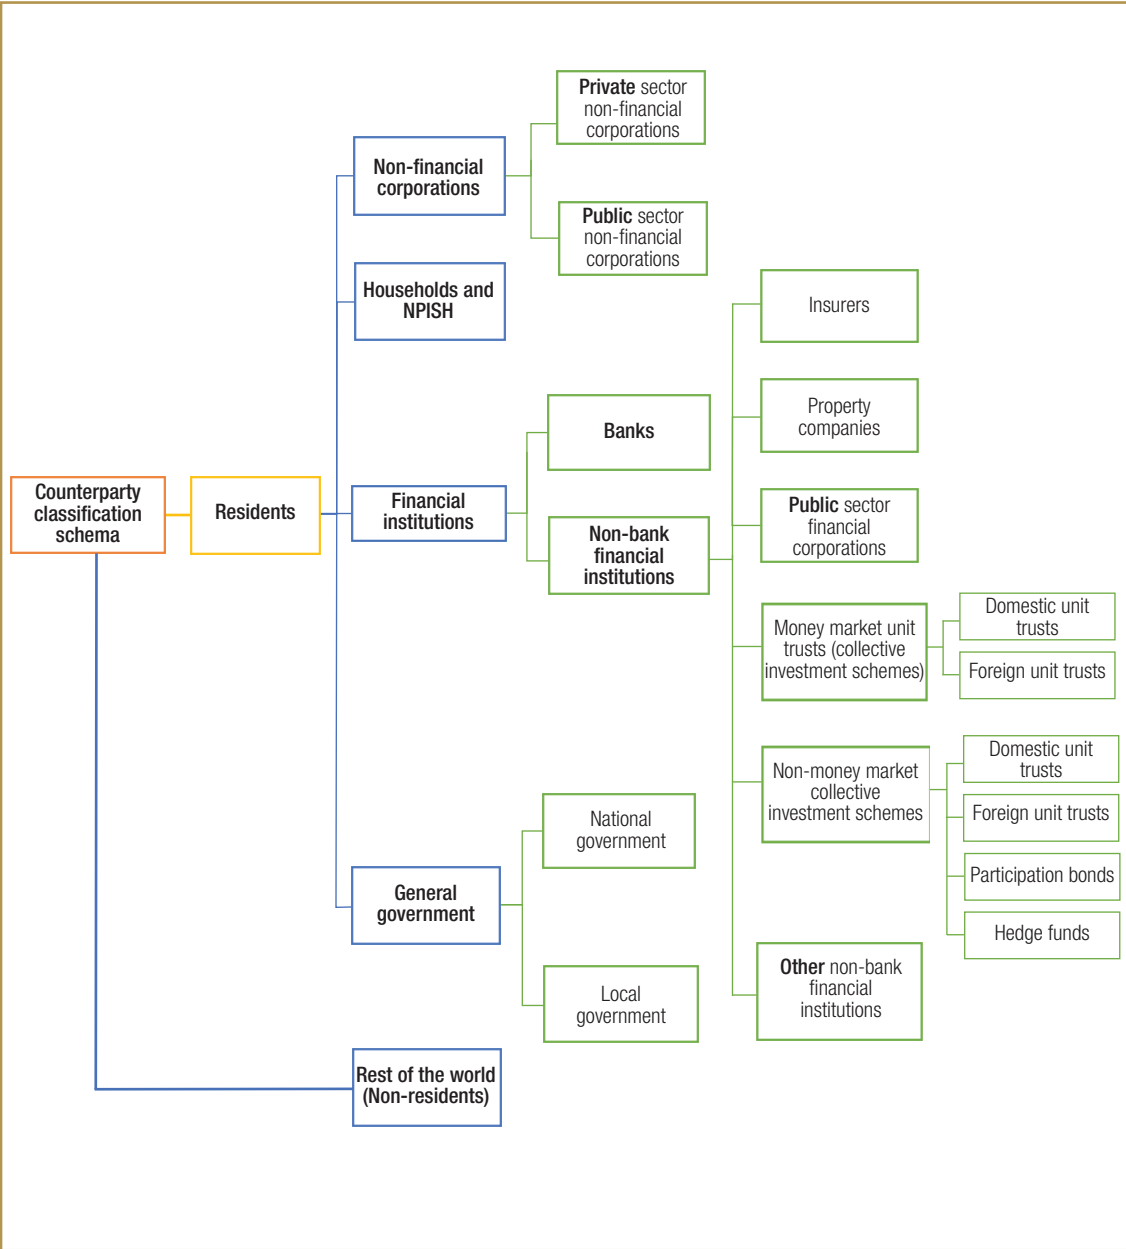 Private sector
non-financial
corporations
Non-financial
corporations
Public sector
non-financial
corporations
Households and
NPISH
Insurers
Property
companies
Banks
Counterparty
classification
schema
Residents
Financial
institutions
Public sector
financial
corporations
Non-bank
financial
institutions
Money market unit
trusts (collective
investment schemes)
Domestic unit
trusts
Foreign unit trusts
Non-money market
collective
investment schemes
Domestic unit
trusts
Foreign unit trusts
Participation bonds
Hedge funds
National
government
General
government
Local
government
Other non-bank
financial
institutions
Rest of the world
(Non-residents)